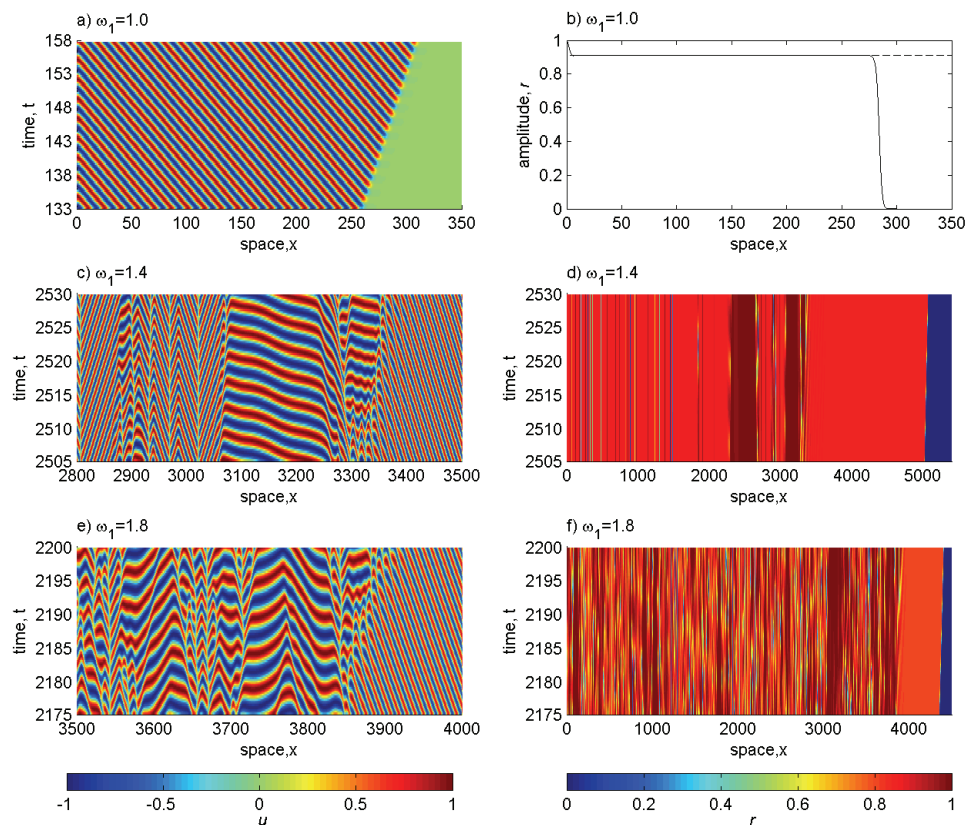 a) ω1=1.0
158
153
148
143
138
133
time, t
0 50 100 150 200 250 300 350
space,x
b) ω1=1.0
1
0.8
0.6
0.4
0.2
0
amplitude, r
0 50 100 150 200 250 300 350
space,x
c) ω1=1.4
2530
2525
2520
2515
2510
2505
time, t
2800 2900 3000 3100 3200 3300 3400 3500
space,x
d) ω1=1.4
2530
2525
2520
2515
2510
2505
time, t
0 1000 2000 3000 4000 5000
space,x
e) ω1=1.8
2200
2195
2190
2185
2180
2175
time, t
3500 3600 3700 3800 3900 4000
space,x
f) ω1=1.8
2200
2195
2190
2185
2180
2175
time, t
0 1000 2000 3000 4000
space,x
-1 -0.5 0 0.5 1
u
0 0.2 0.4 0.6 0.8 1
r